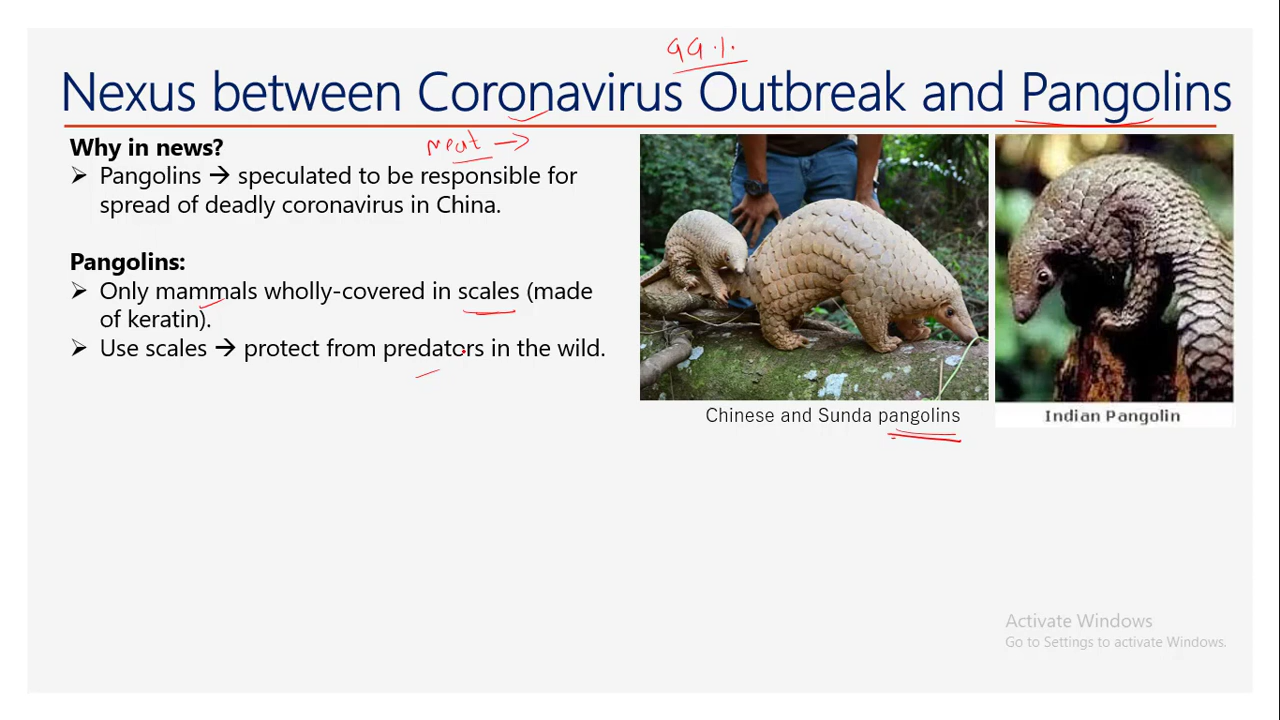 99.1.
Nexus between Coronavirus Outbreak and Pangolins
Why in news?
meat →
➢ Pangolins → speculated to be responsible for
spread of deadly coronavirus in China.
Pangolins:
➢ Only mammals wholly-covered in scales (made
of keratin).
➢ Use scales → protect from predators in the wild.
Chinese and Sunda pangolins
Indian Pangolin
Activate Windows
Go to Settings to activate Windows.